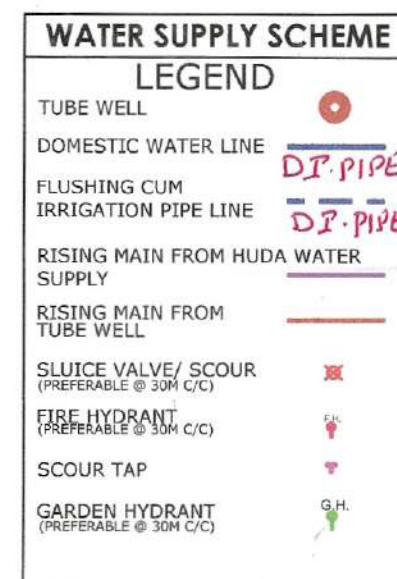 WATER SUPPLY SCHEME
LEGEND
TUBE WELL
DOMESTIC WATER LINE
D.I. PIPE
FLUSHING CUM
IRRIGATION PIPE LINE
D.I. PIPE
RISING MAIN FROM HUDA WATER
SUPPLY
RISING MAIN FROM
TUBE WELL
SLUICE VALVE/ SCOUR
(PREFERABLE @ 30M C/C)
FIRE HYDRANT
(PREFERABLE @ 30M C/C)
F.H.
SCOUR TAP
GARDEN HYDRANT
(PREFERABLE @ 30M C/C)
G.H.